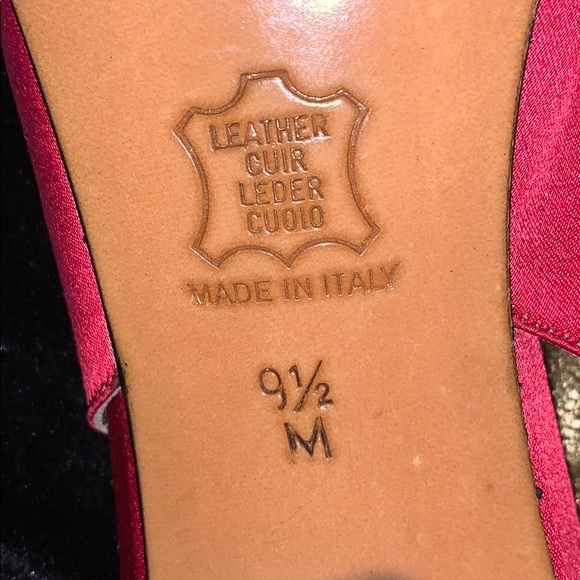 LEATHER
CUIR
LEDER
CUOIO
MADE IN ITALY
9½
M